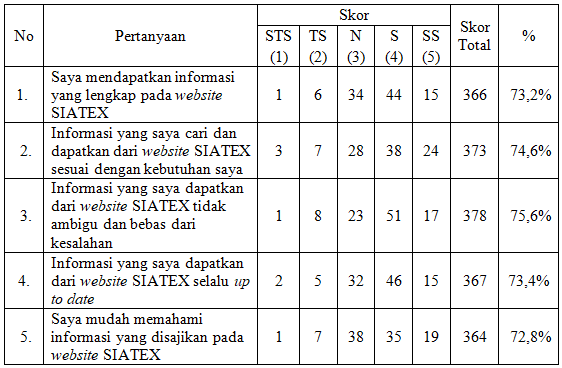 No Pertanyaan Skor Skor Total %
STS (1) TS (2) N (3) S (4) SS (5)
1. Saya mendapatkan informasi
yang lengkap pada website
SIATEX 1 6 34 44 15 366 73,2%
2. Informasi yang saya cari dan
dapatkan dari website SIATEX
sesuai dengan kebutuhan saya 3 7 28 38 24 373 74,6%
3. Informasi yang saya dapatkan
dari website SIATEX tidak
ambigu dan bebas dari
kesalahan 1 8 23 51 17 378 75,6%
4. Informasi yang saya dapatkan
dari website SIATEX selalu up
to date 2 5 32 46 15 367 73,4%
5. Saya mudah memahami
informasi yang disajikan pada
website SIATEX 1 7 38 35 19 364 72,8%